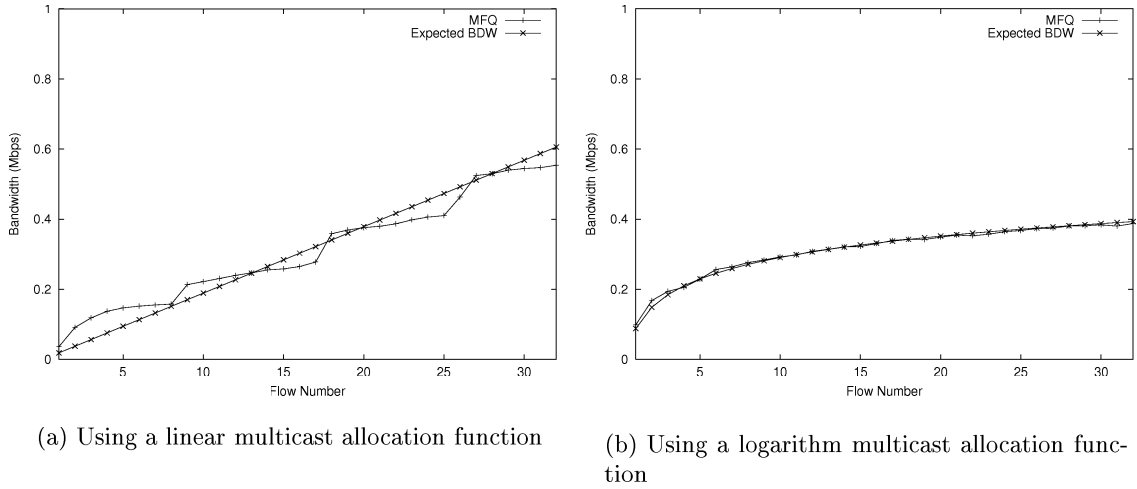 1
0.8
0.6
0.4
0.2
0
Bandwidth (Mbps)
MFQ
Expected BDW
5 10 15 20 25 30
Flow Number
(a) Using a linear multicast allocation function
1
0.8
0.6
0.4
0.2
0
Bandwidth (Mbps)
MFQ
Expected BDW
5 10 15 20 25 30
Flow Number
(b) Using a logarithm multicast allocation func-
tion